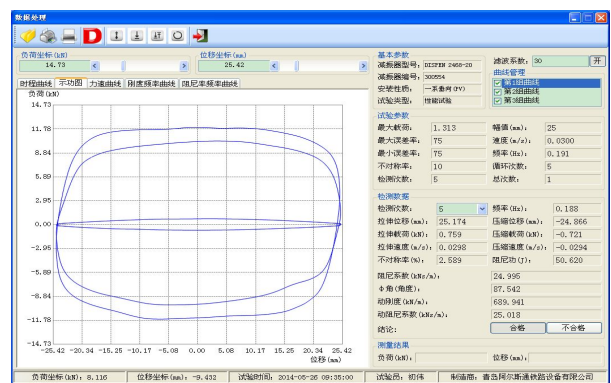 数据处理
负荷坐标(kN)
14.73
位移坐标(mm)
25.42
时程曲线 示功图 力速曲线 刚度频率曲线 阻尼率频率曲线
负荷(kN)
14.73
11.78
8.84
5.89
2.95
0.00
-2.95
-5.89
-8.84
-11.78
-14.73
-25.42 -20.34 -15.25 -10.17 -5.08 0.00 5.08 10.17 15.25 20.34 25.42
位移(mm)
基本参数
减振器型号: DISPEN 2468-20
减振器编号: 300554
安装性质: 一系垂向(PV)
试验类型: 性能试验
滤波系数: 30 开
曲线管理
第1组曲线
第2组曲线
第3组曲线
试验参数
最大载荷: 1.313 幅值(mm): 25
最大误差率: 75 速度(m/s): 0.0300
最小误差率: 75 频率(Hz): 0.191
不对称率: 10 循环次数: 5
检测次数: 5 总次数: 1
检测数据
检测次数: 5 频率(Hz): 0.188
拉伸位移(mm): 25.174 压缩位移(mm): -24.866
拉伸载荷(kN): 0.759 压缩载荷(kN): -0.721
拉伸速度(m/s): 0.0298 压缩速度(m/s): -0.0294
不对称率(%): 2.589 阻尼功(J): 50.620
阻尼系数(kNs/m): 24.995
Φ角(角度): 87.542
动刚度(kN/m): 689.941
动阻尼系数(kNs/m): 25.018
结论: 合格 不合格
测量结果
负荷(kN): 位移(mm):
负荷坐标(kN): 8.116 位移坐标(mm): -9.432 试验时间: 2014-05-26 09:35:00 试验员: 初伟 制造商: 青岛阿尔斯通铁路设备有限公司